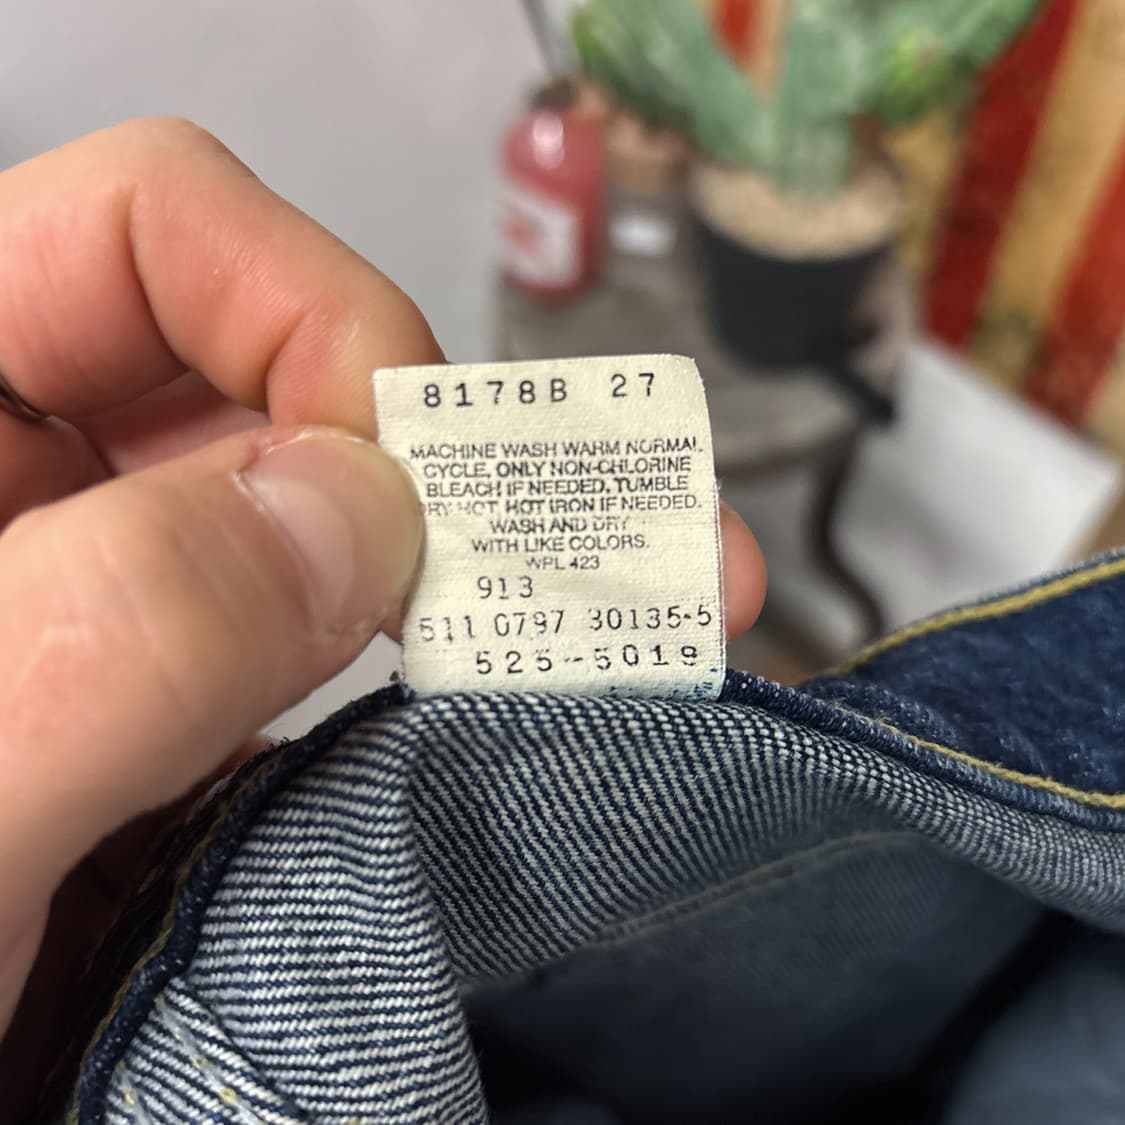 8178B 27
MACHINE WASH WARM NORMAL
CYCLE, ONLY NON-CHLORINE
BLEACH IF NEEDED, TUMBLE
DRY HOT HOT IRON IF NEEDED.
WASH AND DRY
WITH LIKE COLORS.
WPL 423
913
511 0797 30135-5
525--5019